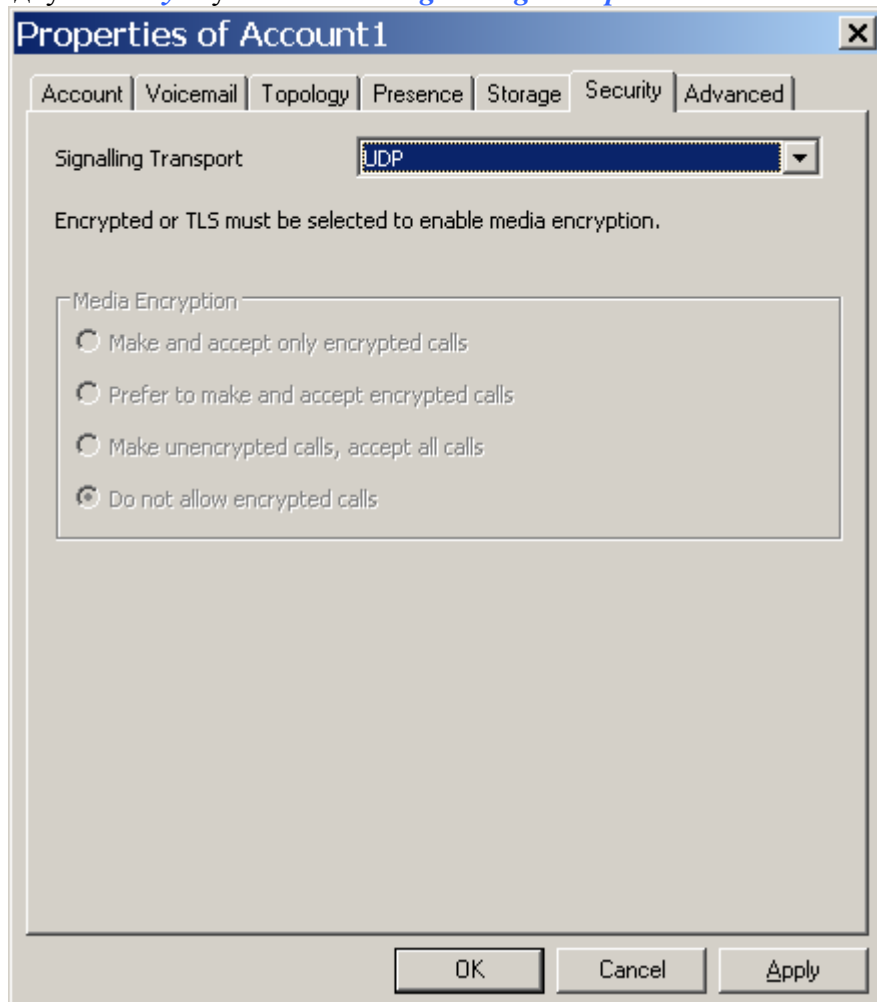 Properties of Account1
Account Voicemail Topology Presence Storage Security Advanced
Signalling Transport UDP
Encrypted or TLS must be selected to enable media encryption.
Media Encryption
Make and accept only encrypted calls
Prefer to make and accept encrypted calls
Make unencrypted calls, accept all calls
Do not allow encrypted calls
OK Cancel Apply